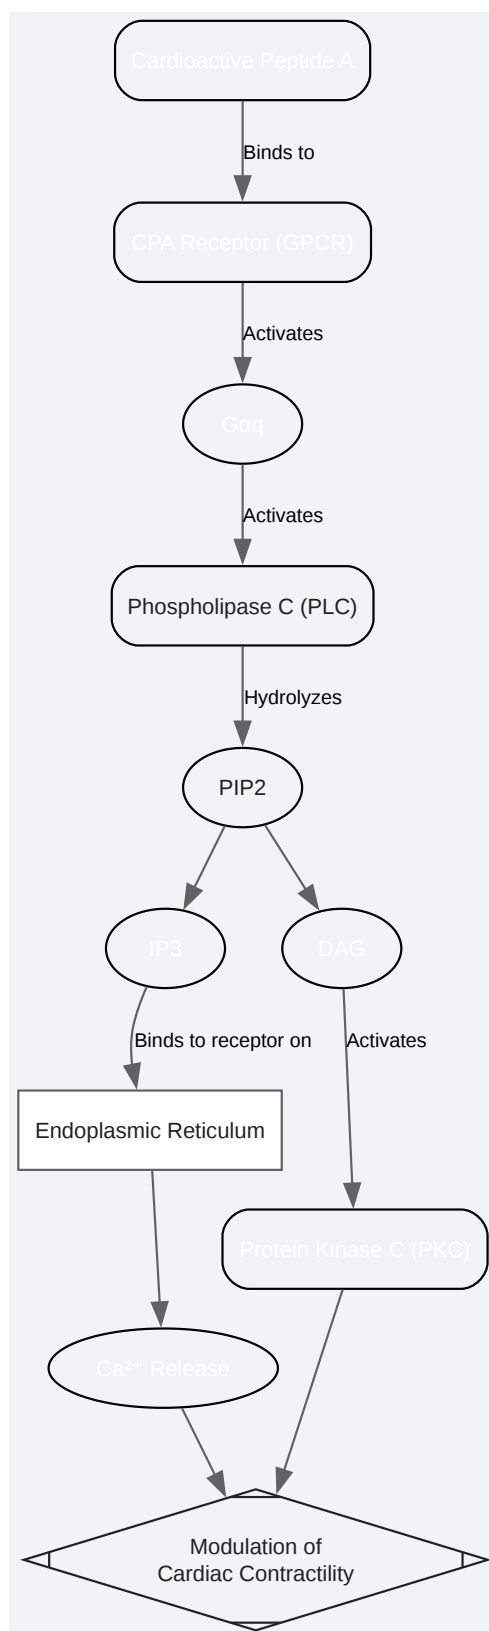 Cardioactive Peptide A
Binds to
CPA Receptor (GPCR)
Activates
Gαq
Activates
Phospholipase C (PLC)
Hydrolyzes
PIP2
IP3
DAG
Binds to receptor on
Activates
Endoplasmic Reticulum
Protein Kinase C (PKC)
Ca²⁺ Release
Modulation of
Cardiac Contractility